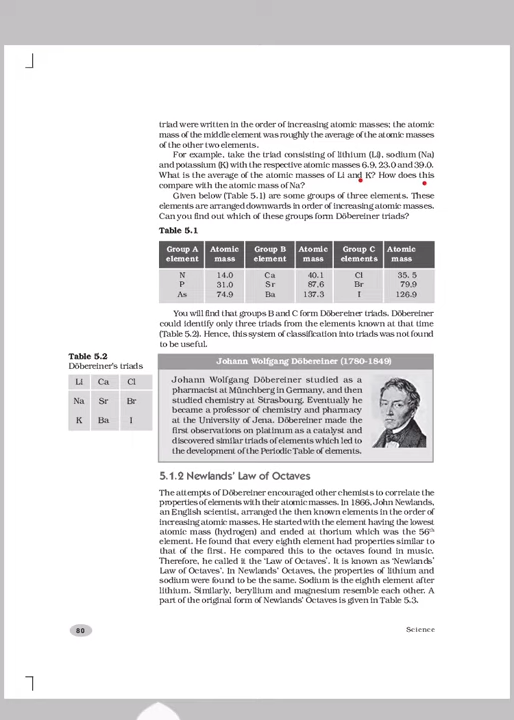 triad were written in the order of increasing atomic masses; the atomic
mass of the middle element was roughly the average of the atomic masses
of the other two elements.
For example, take the triad consisting of lithium (Li), sodium (Na)
and potassium (K) with the respective atomic masses 6.9, 23.0 and 39.0.
What is the average of the atomic masses of Li and K? How does this
compare with the atomic mass of Na?
Given below (Table 5.1) are some groups of three elements. These
elements are arranged downwards in order of increasing atomic masses.
Can you find out which of these groups form Döbereiner triads?
Table 5.1
Group A Atomic Group B Atomic Group C Atomic
element mass element mass elements mass
N 14.0 Ca 40.1 Cl 35. 5
P 31.0 Sr 87.6 Br 79.9
As 74.9 Ba 137.3 I 126.9
You will find that groups B and C form Döbereiner triads. Döbereiner
could identify only three triads from the elements known at that time
(Table 5.2). Hence, this system of classification into triads was not found
to be useful.
Table 5.2
Döbereiner's triads
Li Ca Cl
Na Sr Br
K Ba I
Johann Wolfgang Döbereiner (1780-1849)
Johann Wolfgang Döbereiner studied as a
pharmacist at Münchberg in Germany, and then
studied chemistry at Strasbourg. Eventually he
became a professor of chemistry and pharmacy
at the University of Jena. Döbereiner made the
first observations on platinum as a catalyst and
discovered similar triads of elements which led to
the development of the Periodic Table of elements.
5.1.2 Newlands' Law of Octaves
The attempts of Döbereiner encouraged other chemists to correlate the
properties of elements with their atomic masses. In 1866, John Newlands,
an English scientist, arranged the then known elements in the order of
increasing atomic masses. He started with the element having the lowest
atomic mass (hydrogen) and ended at thorium which was the 56th
element. He found that every eighth element had properties similar to
that of the first. He compared this to the octaves found in music.
Therefore, he called it the 'Law of Octaves'. It is known as 'Newlands'
Law of Octaves'. In Newlands' Octaves, the properties of lithium and
sodium were found to be the same. Sodium is the eighth element after
lithium. Similarly, beryllium and magnesium resemble each other. A
part of the original form of Newlands' Octaves is given in Table 5.3.
80
Science